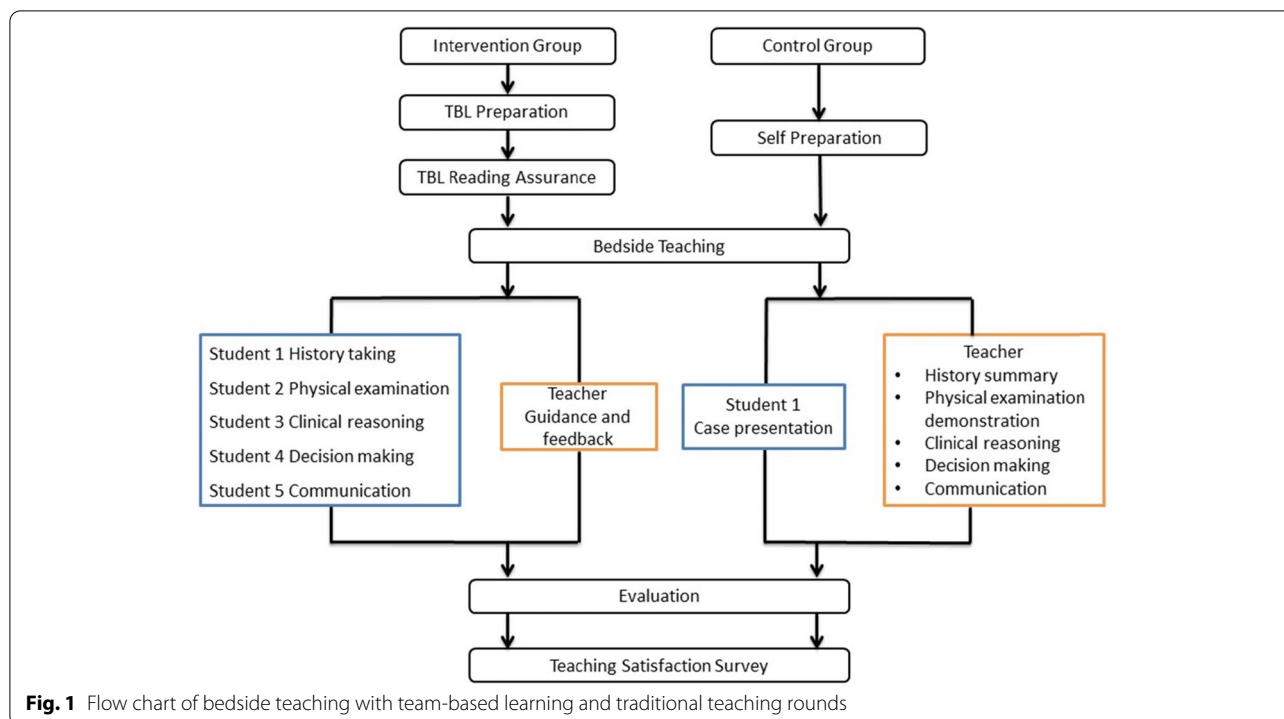 Intervention Group
Control Group
TBL Preparation
Self Preparation
TBL Reading Assurance
Bedside Teaching
Student 1 History taking
Student 2 Physical examination
Student 3 Clinical reasoning
Student 4 Decision making
Student 5 Communication
Teacher
Guidance and
feedback
Student 1
Case presentation
Teacher
• History summary
• Physical examination
demonstration
• Clinical reasoning
• Decision making
• Communication
Evaluation
Teaching Satisfaction Survey
Fig. 1 Flow chart of bedside teaching with team-based learning and traditional teaching rounds